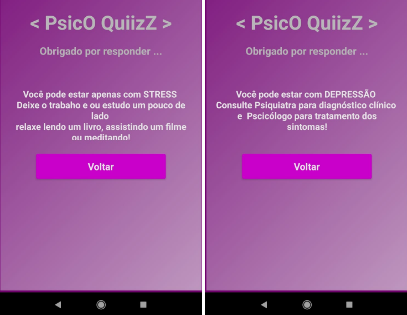 < PsicO QuiizZ >
Obrigado por responder ...
Você pode estar apenas com STRESS
Deixe o trabaho e ou estudo um pouco de
lado
relaxe lendo um livro, assistindo um filme
ou meditando!
Voltar
< PsicO QuiizZ >
Obrigado por responder ...
Você pode estar com DEPRESSÃO
Consulte Psiquiatra para diagnóstico clínico
e Pscicólogo para tratamento dos
sintomas!
Voltar